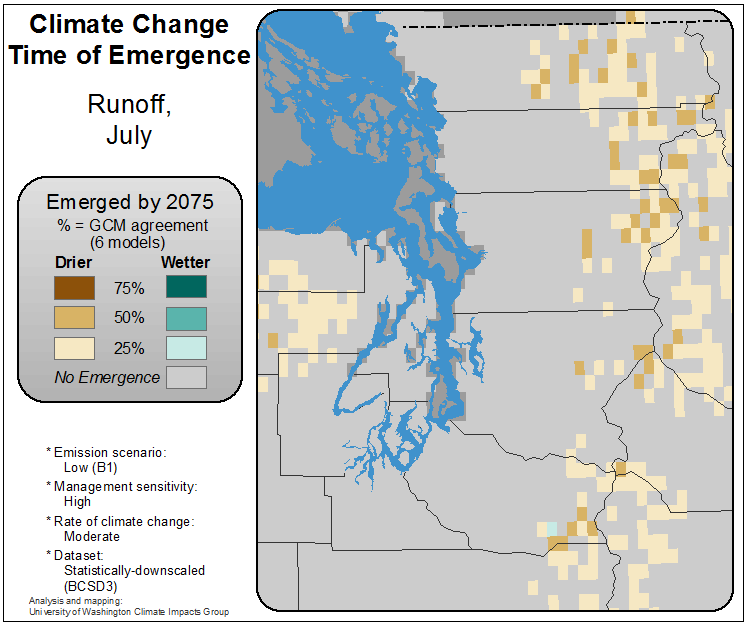 Climate Change
Time of Emergence
Runoff,
July
Emerged by 2075
% = GCM agreement
(6 models)
Drier Wetter
75%
50%
25%
No Emergence
* Emission scenario:
Low (B1)
* Management sensitivity:
High
* Rate of climate change:
Moderate
* Dataset:
Statistically-downscaled
(BCSD3)
Analysis and mapping:
University of Washington Climate Impacts Group